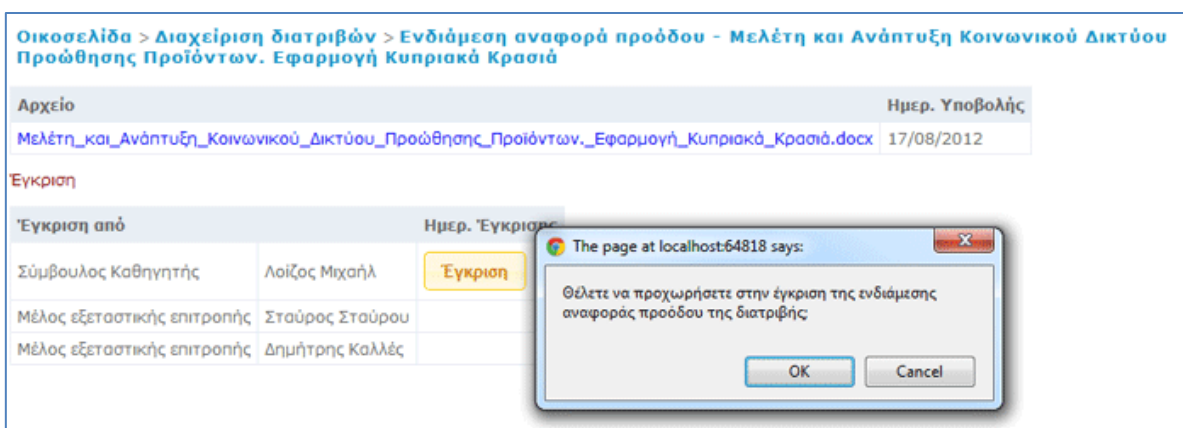 Οικοσελίδα > Διαχείριση διατριβών > Ενδιάμεση αναφορά προόδου - Μελέτη και Ανάπτυξη Κοινωνικού Δικτύου
Προώθησης Προϊόντων. Εφαρμογή Κυπριακά Κρασιά
Αρχείο Ημερ. Υποβολής
Μελέτη_και_Ανάπτυξη_Κοινωνικού_Δικτύου_Προώθησης_Προϊόντων._Εφαρμογή_Κυπριακά_Κρασιά.docx 17/08/2012
Έγκριση
Έγκριση από Ημερ. Έγκρισης
The page at localhost:64818 says:
Σύμβουλος Καθηγητής Λοίζος Μιχαήλ Έγκριση
Θέλετε να προχωρήσετε στην έγκριση της ενδιάμεσης
αναφοράς προόδου της διατριβής;
Μέλος εξεταστικής επιτροπής Σταύρος Σταύρου
Μέλος εξεταστικής επιτροπής Δημήτρης Καλλές
OK Cancel